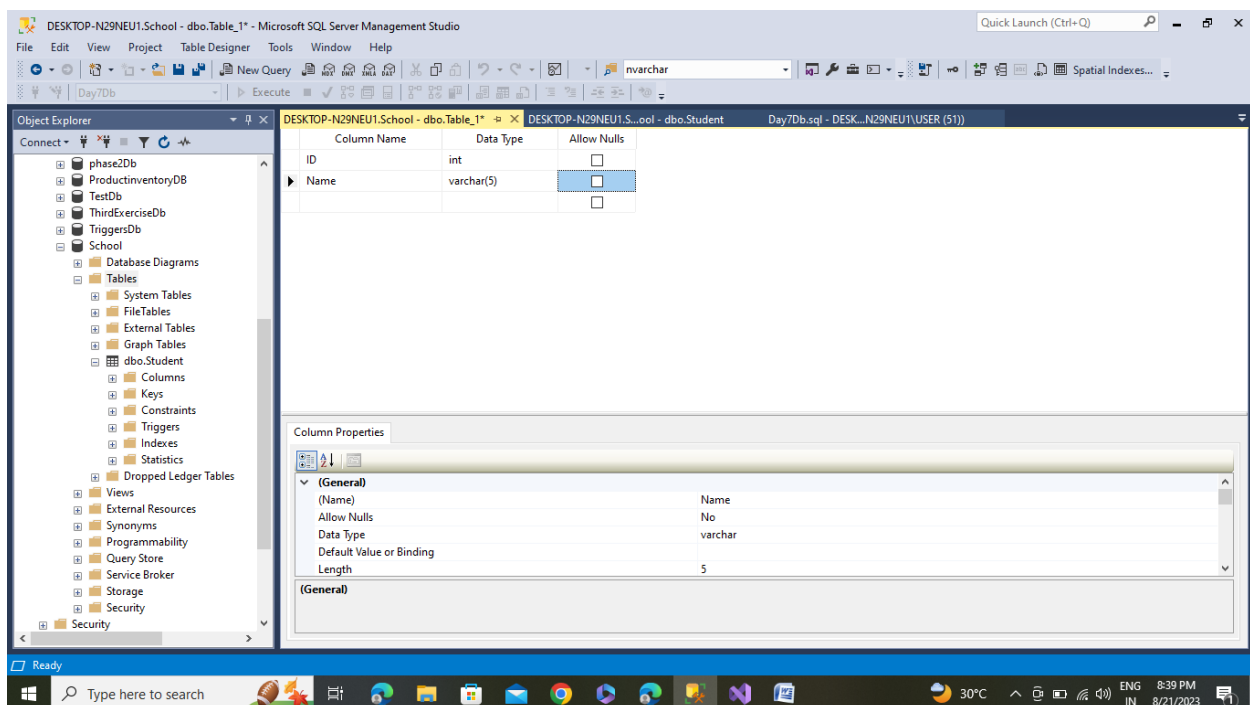 DESKTOP-N29NEU1.School - dbo.Table_1* - Microsoft SQL Server Management Studio
Quick Launch (Ctrl+Q)
File Edit View Project Table Designer Tools Window Help
New Query MDX DMX XMLA DAX nvarchar Spatial Indexes...
Day7Db Execute
Object Explorer
DESKTOP-N29NEU1.School - dbo.Table_1* DESKTOP-N29NEU1.S...ool - dbo.Student Day7Db.sql - DESK...N29NEU1\USER (51))
Connect
Column Name Data Type Allow Nulls
ID int
Name varchar(5)
phase2Db
ProductinventoryDB
TestDb
ThirdExerciseDb
TriggersDb
School
Database Diagrams
Tables
System Tables
FileTables
External Tables
Graph Tables
dbo.Student
Columns
Keys
Constraints
Triggers
Indexes
Statistics
Dropped Ledger Tables
Views
External Resources
Synonyms
Programmability
Query Store
Service Broker
Storage
Security
Security
Column Properties
(General)
(Name) Name
Allow Nulls No
Data Type varchar
Default Value or Binding
Length 5
(General)
Ready
Type here to search
30°C
ENG
IN
8:39 PM
8/21/2023